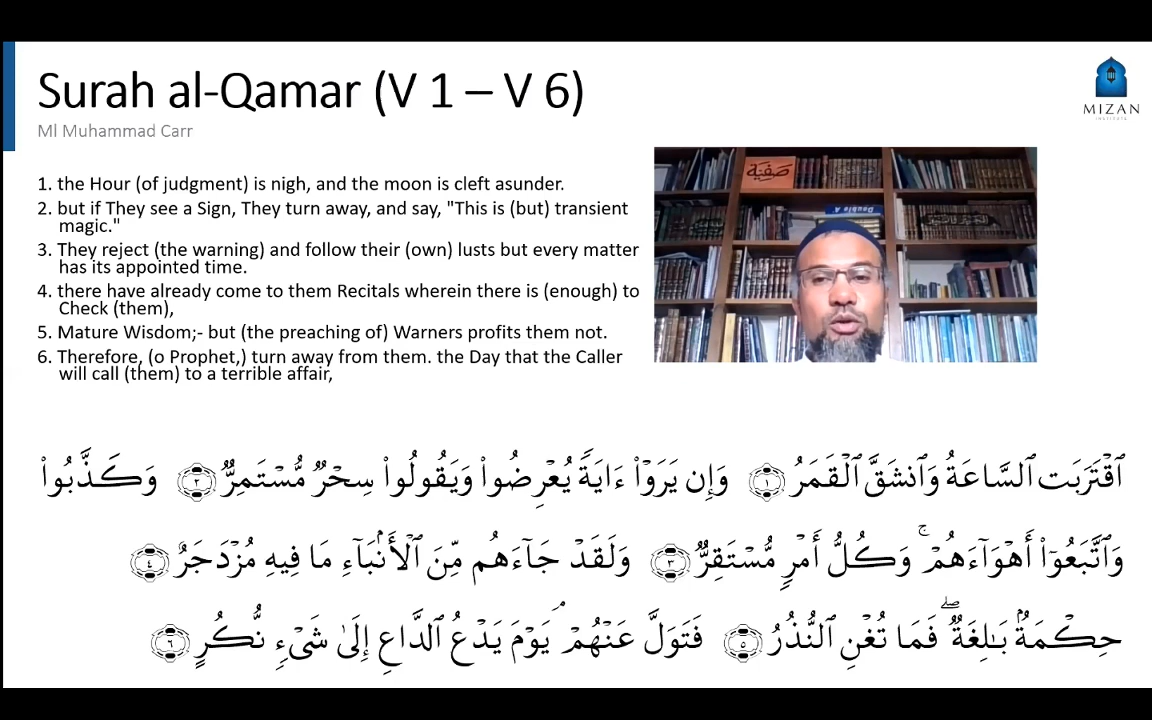 Surah al-Qamar (V 1 – V 6)
Ml Muhammad Carr
MIZAN
INSTITUTE
1. the Hour (of judgment) is nigh, and the moon is cleft asunder.
2. but if They see a Sign, They turn away, and say, "This is (but) transient
magic."
3. They reject (the warning) and follow their (own) lusts but every matter
has its appointed time.
4. there have already come to them Recitals wherein there is (enough) to
Check (them),
5. Mature Wisdom;- but (the preaching of) Warners profits them not.
6. Therefore, (o Prophet,) turn away from them. the Day that the Caller
will call (them) to a terrible affair,
صفية
Double A
ٱقْتَرَبَتِ ٱلسَّاعَةُ وَٱنشَقَّ ٱلْقَمَرُ ١ وَإِن يَرَوْا۟ ءَايَةً يُعْرِضُوا۟ وَيَقُولُوا۟ سِحْرٌ مُّسْتَمِرٌّ ٢ وَكَذَّبُوا۟
وَٱتَّبَعُوٓا۟ أَهْوَآءَهُمْ ۚ وَكُلُّ أَمْرٍ مُّسْتَقِرٌّ ٣ وَلَقَدْ جَآءَهُم مِّنَ ٱلْأَنۢبَآءِ مَا فِيهِ مُزْدَجَرٌ ٤
حِكْمَةٌۢ بَـٰلِغَةٌ ۖ فَمَا تُغْنِ ٱلنُّذُرُ ٥ فَتَوَلَّ عَنْهُمْ ۘ يَوْمَ يَدْعُ ٱلدَّاعِ إِلَىٰ شَىْءٍ نُّكُرٍ ٦